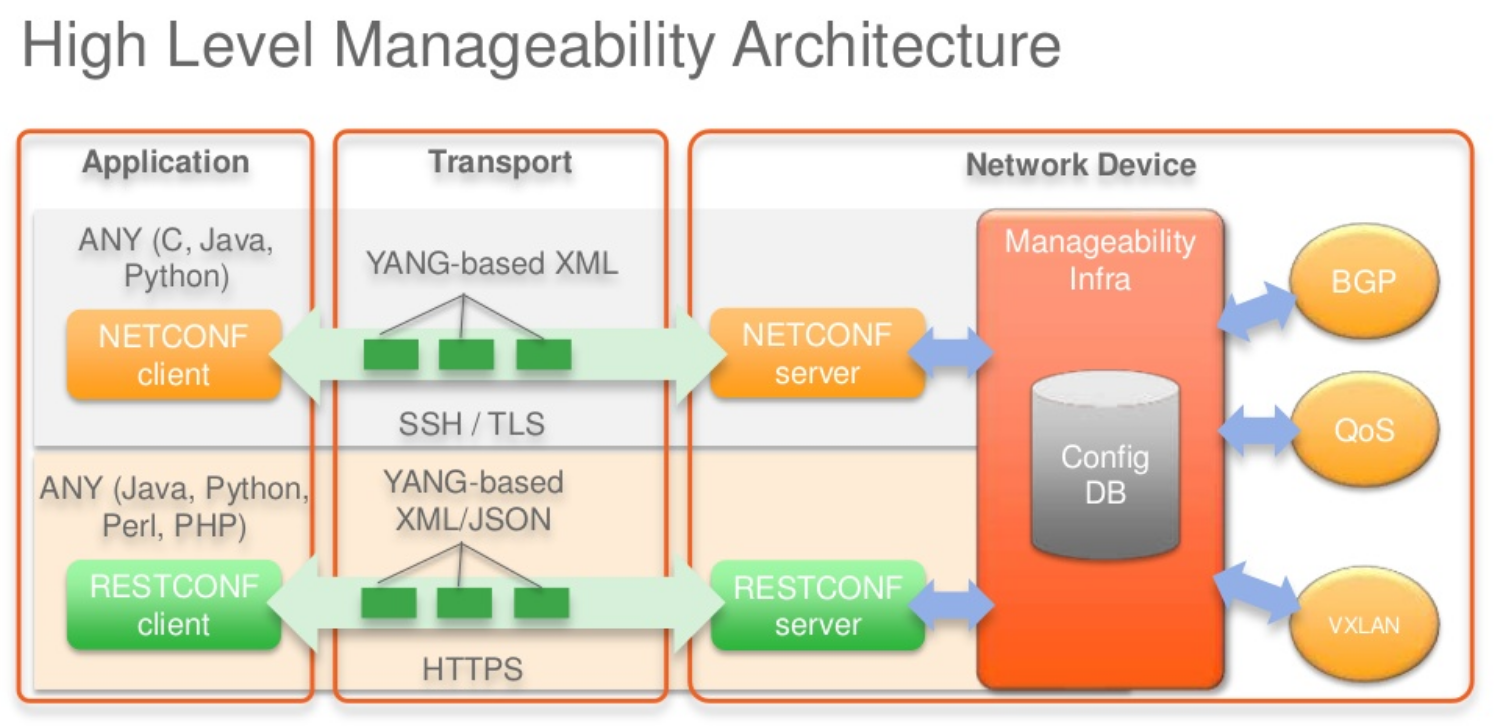 High Level Manageability Architecture
Application
Transport
Network Device
ANY (C, Java,
Python)
YANG-based XML
NETCONF
client
SSH / TLS
NETCONF
server
ANY (Java, Python,
Perl, PHP)
YANG-based
XML/JSON
RESTCONF
client
HTTPS
RESTCONF
server
Manageability
Infra
Config
DB
BGP
QoS
VXLAN